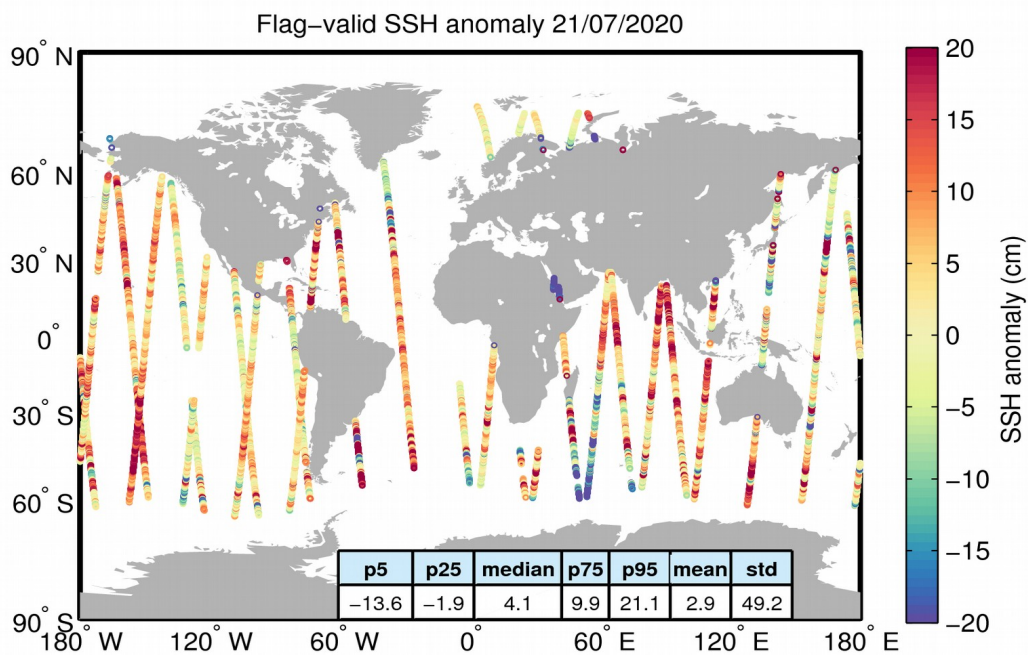 Flag−valid SSH anomaly 21/07/2020
90° N
60° N
30° N
0°
30° S
60° S
90° S
180° W
120° W
60° W
0°
60° E
120° E
180° E
p5 p25 median p75 p95 mean std
−13.6 −1.9 4.1 9.9 21.1 2.9 49.2
20
15
10
5
0
−5
−10
−15
−20
SSH anomaly (cm)